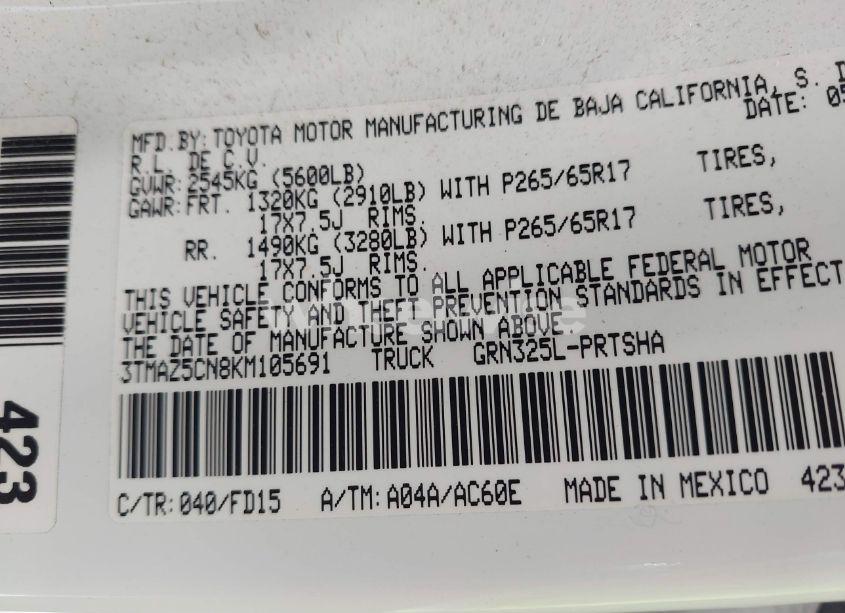 MFD.BY:TOYOTA MOTOR MANUFACTURING DE BAJA CALIFORNIA, S. D
R.L. DE C.V. DATE: 05
GVWR:2545KG (5600LB)
GAWR:FRT. 1320KG (2910LB) WITH P265/65R17 TIRES,
17X7.5J RIMS.
RR. 1490KG (3280LB) WITH P265/65R17 TIRES,
17X7.5J RIMS.
THIS VEHICLE CONFORMS TO ALL APPLICABLE FEDERAL MOTOR
VEHICLE SAFETY AND THEFT PREVENTION STANDARDS IN EFFECT
THE DATE OF MANUFACTURE SHOWN ABOVE.
3TMAZ5CN8KM105691 TRUCK GRN325L-PRTSHA
C/TR:040/FD15 A/TM:A04A/AC60E MADE IN MEXICO 423
423